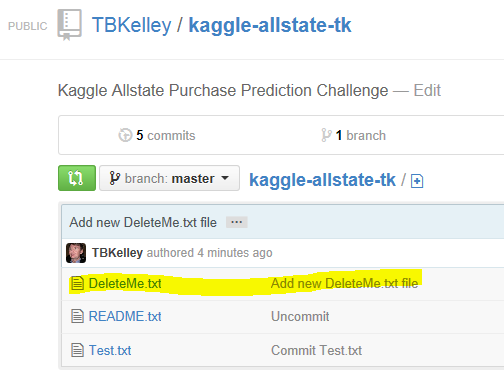 PUBLIC TBKelley / kaggle-allstate-tk
Kaggle Allstate Purchase Prediction Challenge — Edit
5 commits 1 branch
branch: master kaggle-allstate-tk /
Add new DeleteMe.txt file ...
TBKelley authored 4 minutes ago
DeleteMe.txt Add new DeleteMe.txt file
README.txt Uncommit
Test.txt Commit Test.txt